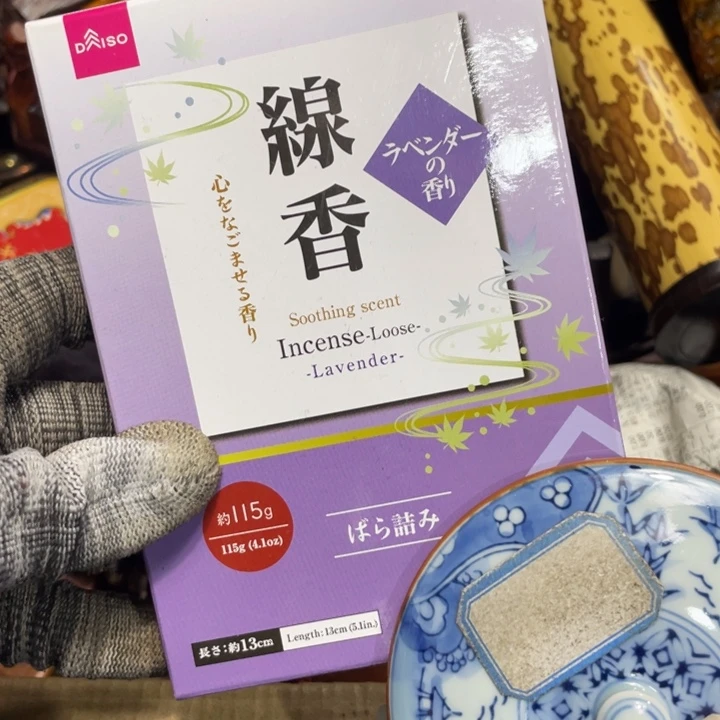 DAISO
線香
ラベンダー
の
香り
心をなごませる香り
Soothing scent
Incense-Loose-
-Lavender-
約115g
115g (4.1oz)
ばら詰み
長さ:約13cm
Length: 13cm (5.1in.)